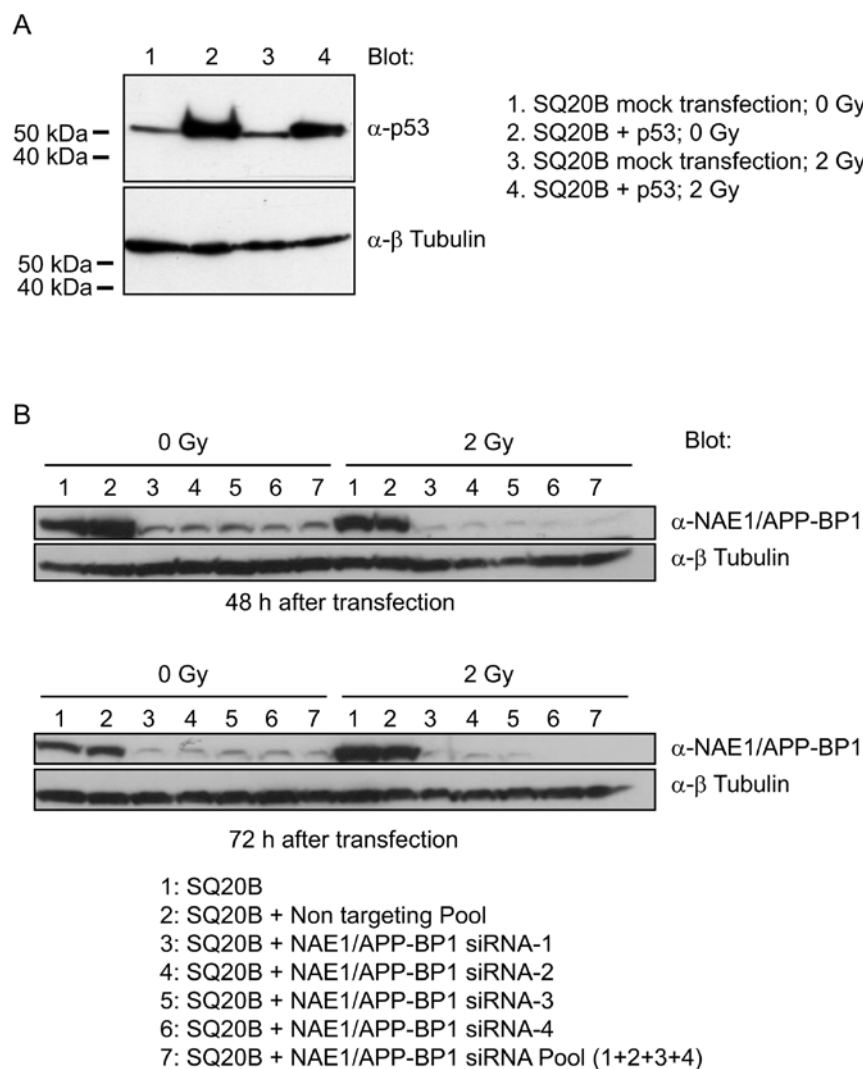 A
1 2 3 4 Blot:
50 kDa
40 kDa
α-p53
50 kDa
40 kDa
α-β Tubulin
1. SQ20B mock transfection; 0 Gy
2. SQ20B + p53; 0 Gy
3. SQ20B mock transfection; 2 Gy
4. SQ20B + p53; 2 Gy
B
0 Gy 2 Gy Blot:
1 2 3 4 5 6 7 1 2 3 4 5 6 7
α-NAE1/APP-BP1
α-β Tubulin
48 h after transfection
0 Gy 2 Gy
1 2 3 4 5 6 7 1 2 3 4 5 6 7
α-NAE1/APP-BP1
α-β Tubulin
72 h after transfection
1: SQ20B
2: SQ20B + Non targeting Pool
3: SQ20B + NAE1/APP-BP1 siRNA-1
4: SQ20B + NAE1/APP-BP1 siRNA-2
5: SQ20B + NAE1/APP-BP1 siRNA-3
6: SQ20B + NAE1/APP-BP1 siRNA-4
7: SQ20B + NAE1/APP-BP1 siRNA Pool (1+2+3+4)